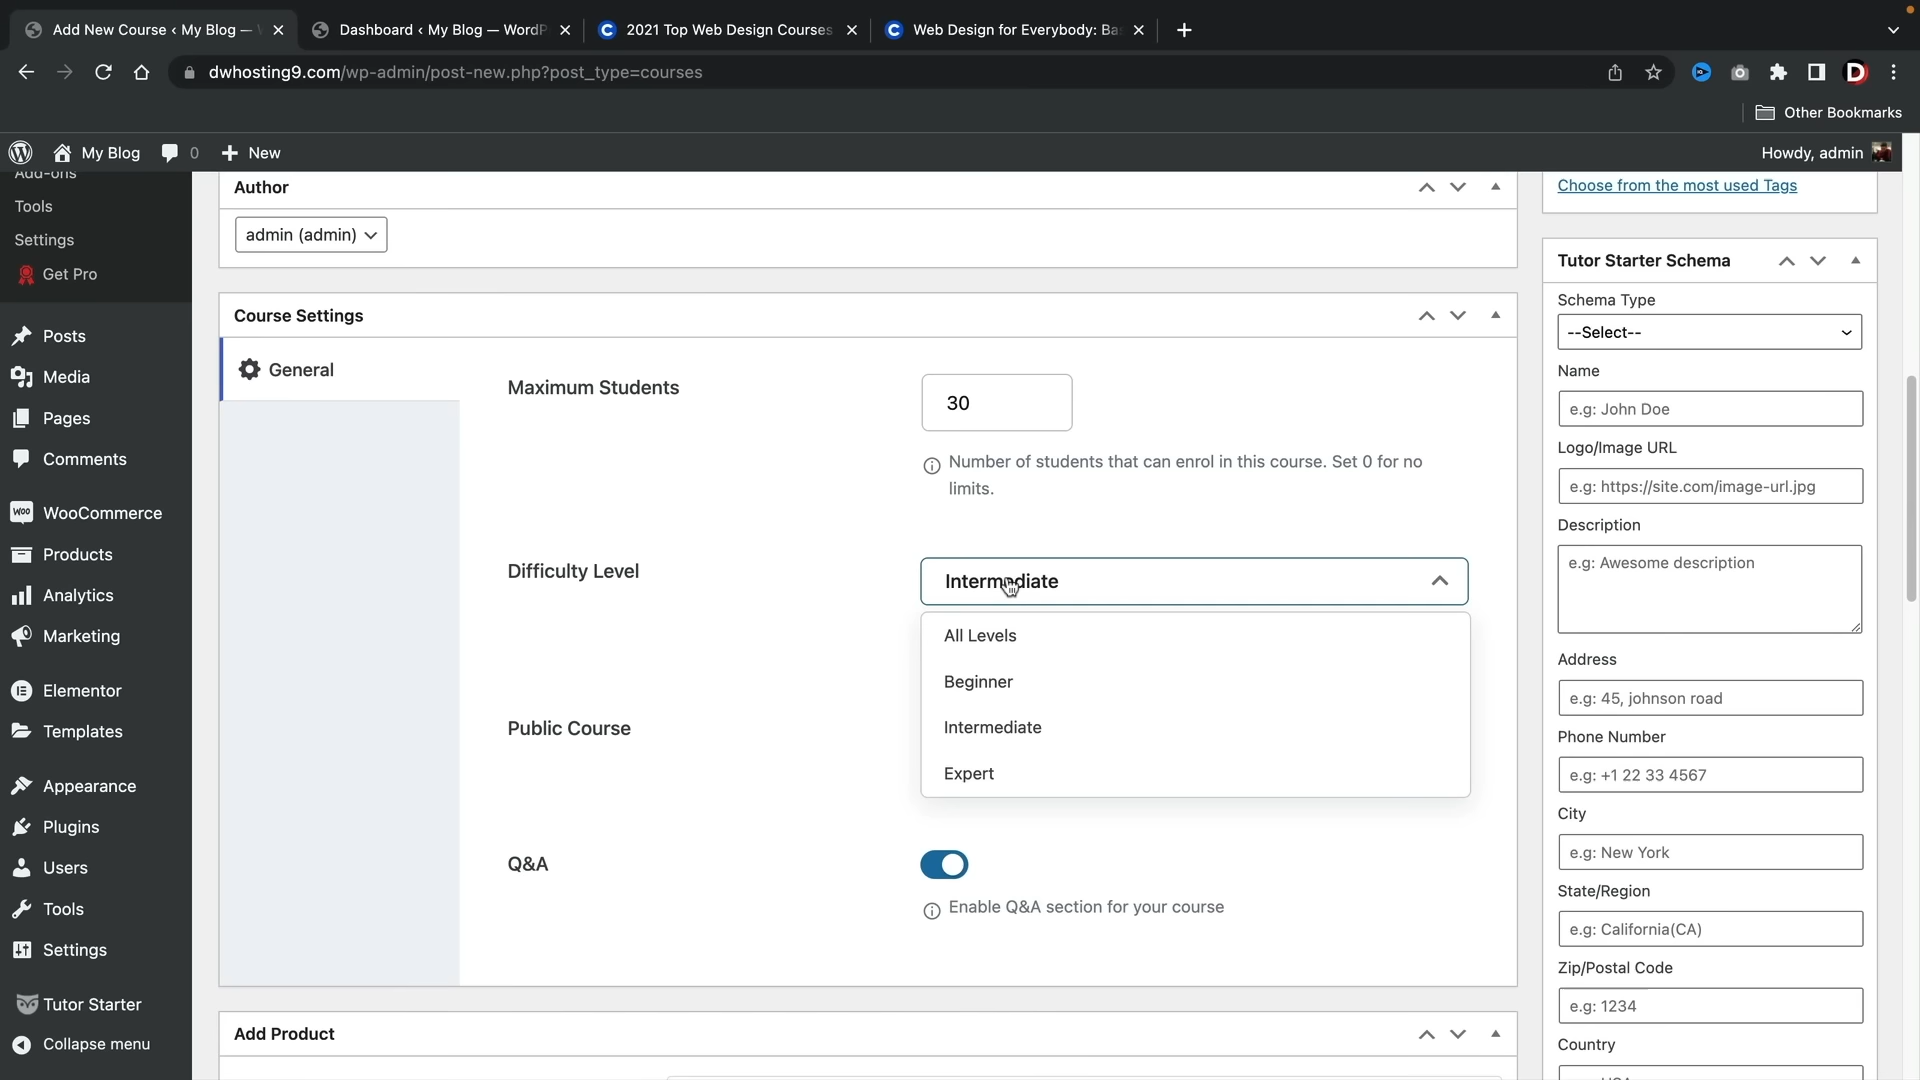 Add New Course ‹ My Blog —
Dashboard ‹ My Blog — WordP
2021 Top Web Design Courses
Web Design for Everybody: Ba
dwhosting9.com/wp-admin/post-new.php?post_type=courses
Other Bookmarks
My Blog
0
New
Howdy, admin
Add-ons
Tools
Settings
Get Pro
Posts
Media
Pages
Comments
WooCommerce
Products
Analytics
Marketing
Elementor
Templates
Appearance
Plugins
Users
Tools
Settings
Tutor Starter
Collapse menu
Author
admin (admin)
Course Settings
General
Maximum Students
30
Number of students that can enrol in this course. Set 0 for no
limits.
Difficulty Level
Intermediate
All Levels
Beginner
Intermediate
Expert
Public Course
Q&A
Enable Q&A section for your course
Add Product
Choose from the most used Tags
Tutor Starter Schema
Schema Type
--Select--
Name
e.g: John Doe
Logo/Image URL
e.g: https://site.com/image-url.jpg
Description
e.g: Awesome description
Address
e.g: 45, johnson road
Phone Number
e.g: +1 22 33 4567
City
e.g: New York
State/Region
e.g: California(CA)
Zip/Postal Code
e.g: 1234
Country